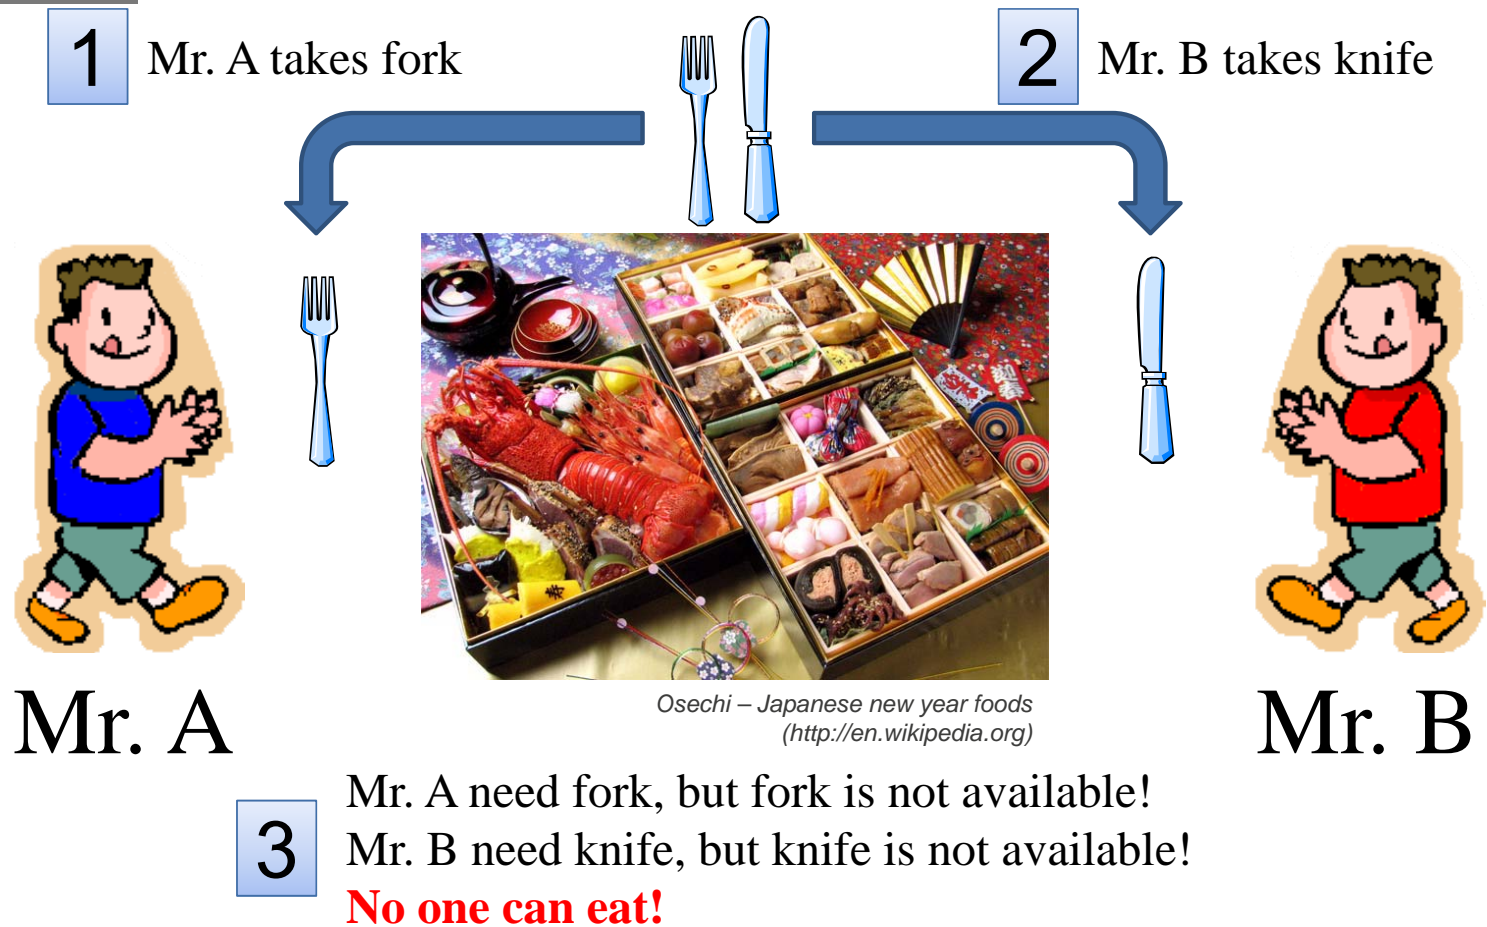 1 Mr. A takes fork
2 Mr. B takes knife
Mr. A
Mr. B
Osechi – Japanese new year foods
(http://en.wikipedia.org)
3
Mr. A need fork, but fork is not available!
Mr. B need knife, but knife is not available!
No one can eat!
寿